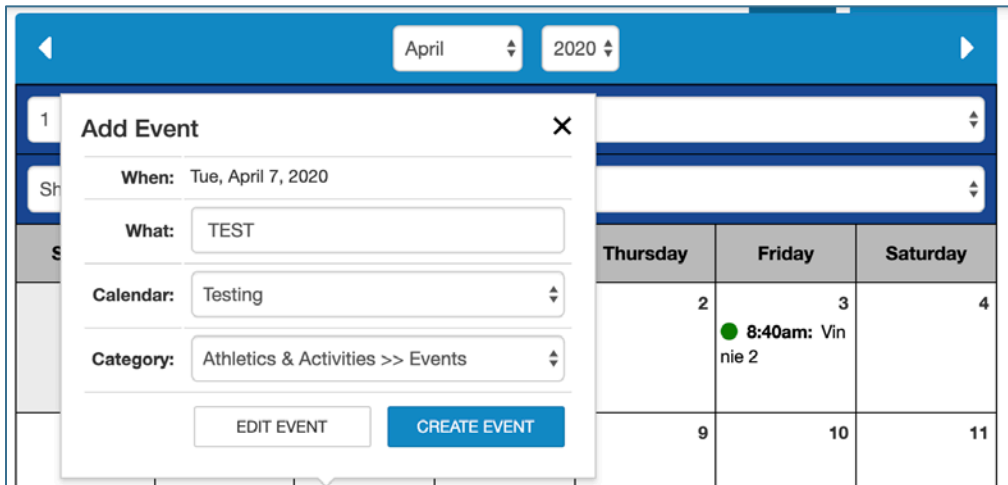 April 2020
1
Add Event
When: Tue, April 7, 2020
Sh
What: TEST
S Thursday Friday Saturday
Calendar: Testing
2 3 4
8:40am: Vin
nie 2
Category: Athletics & Activities >> Events
EDIT EVENT CREATE EVENT
9 10 11